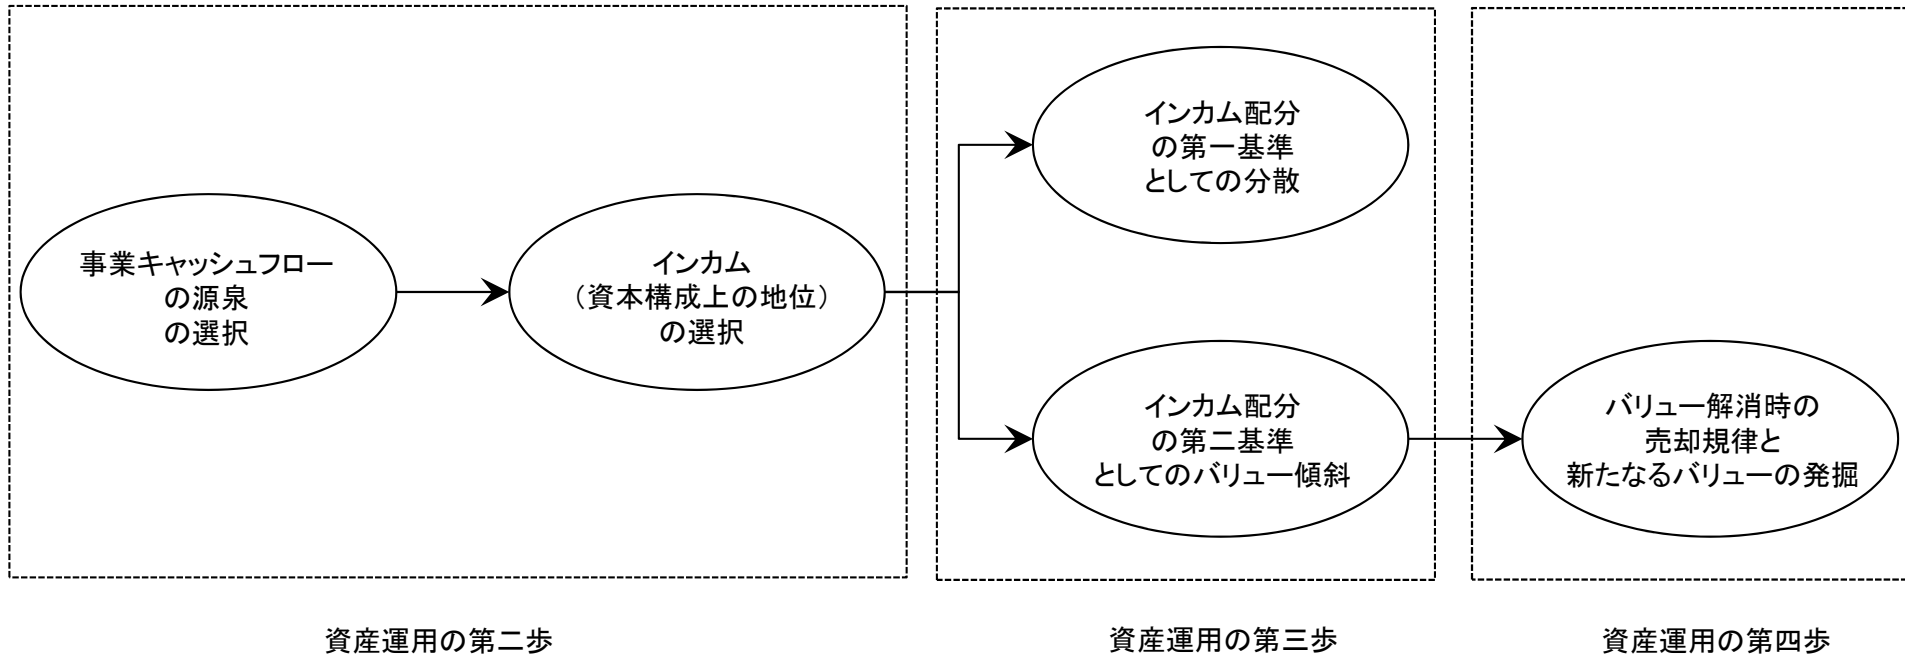 事業キャッシュフロー
の源泉
の選択
インカム
（資本構成上の地位）
の選択
インカム配分
の第一基準
としての分散
インカム配分
の第二基準
としてのバリュー傾斜
バリュー解消時の
売却規律と
新たなるバリューの発掘
資産運用の第二歩
資産運用の第三歩
資産運用の第四歩